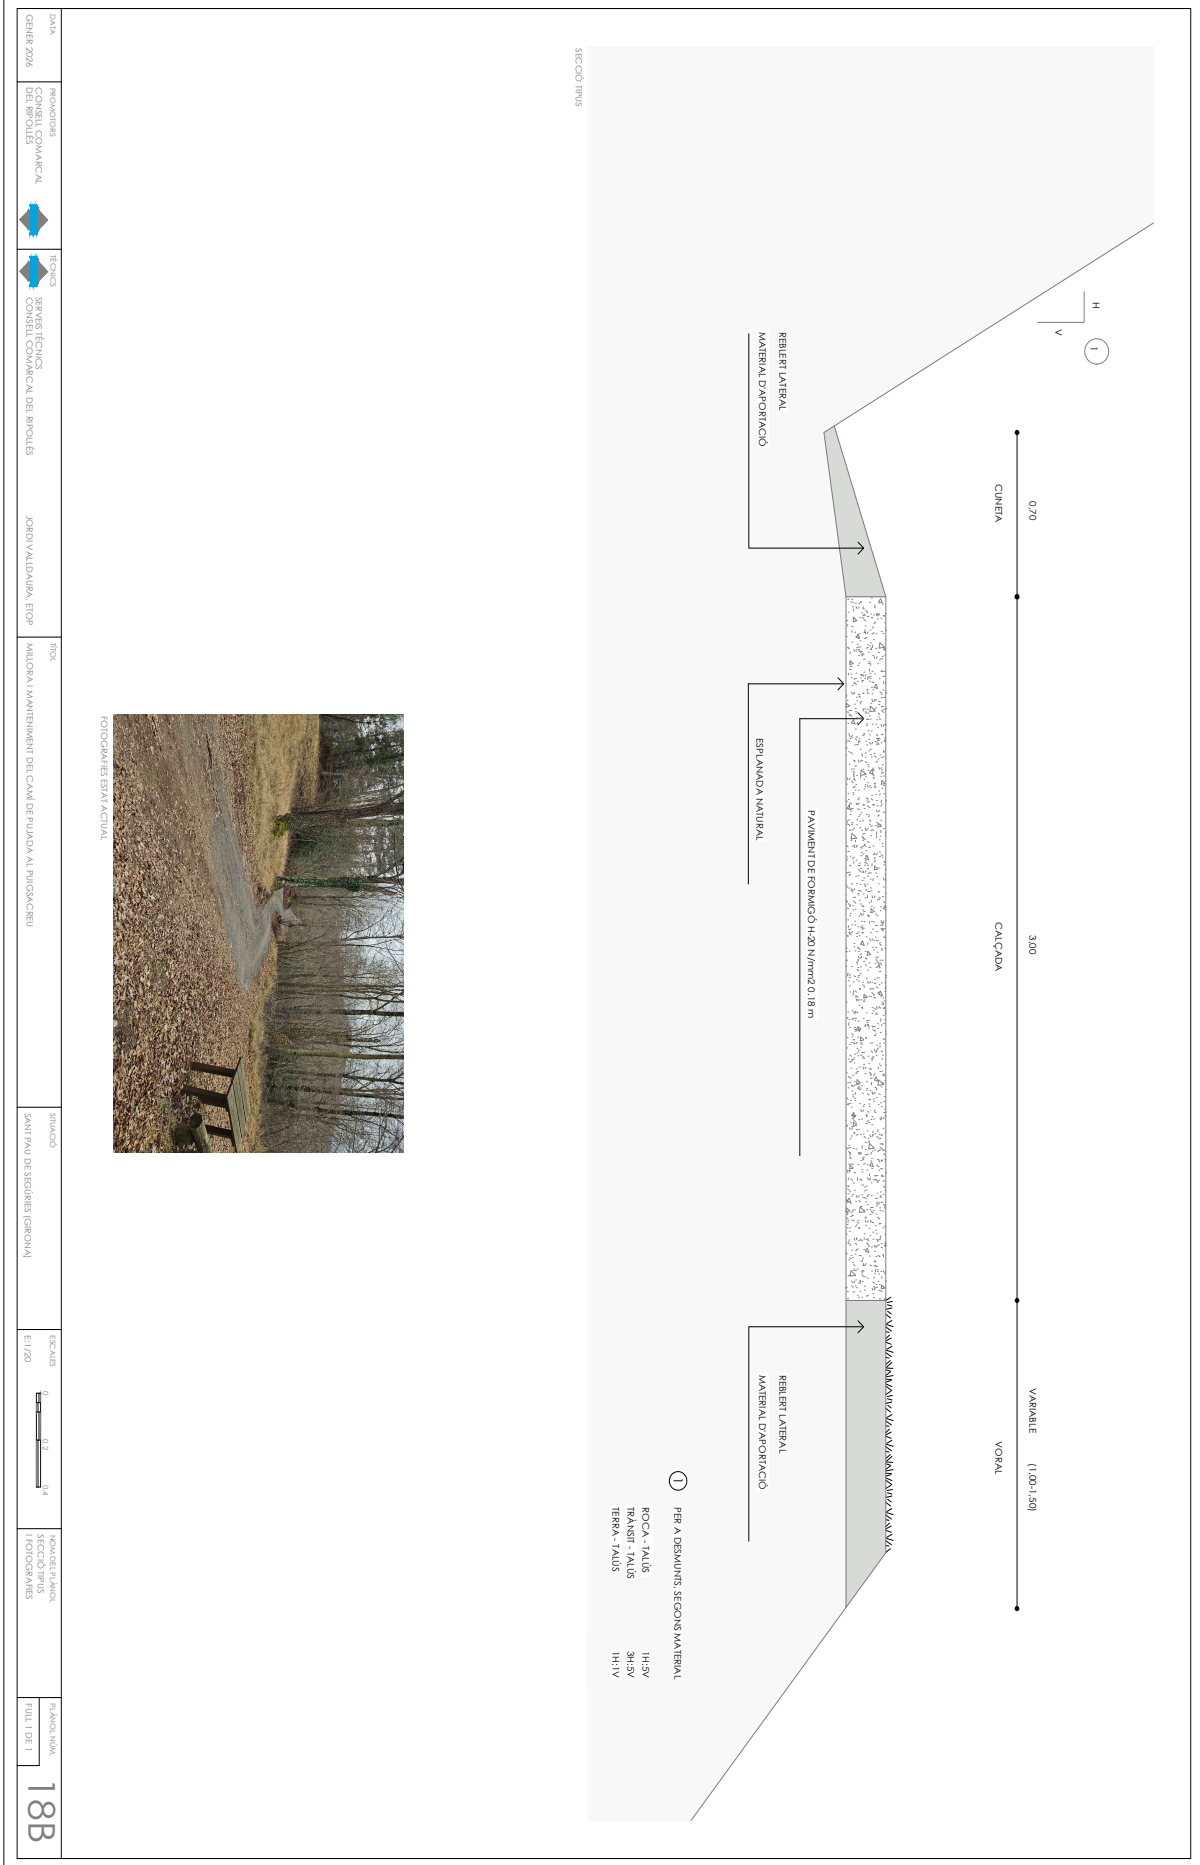 H
V
1
0.70
CUNETA
3.00
CALÇADA
VARIABLE (1.00-1.50)
VORAL
REBLERT LATERAL
MATERIAL D'APORTACIÓ
ESPLANADA NATURAL
PAVIMENT DE FORMIGÓ H-20 N/mm2 0.18 m
REBLERT LATERAL
MATERIAL D'APORTACIÓ
1 PER A DESMUNTS, SEGONS MATERIAL
ROCA - TALÚS 1H:5V
TRÀNSIT - TALÚS 3H:5V
TERRA - TALÚS 1H:1V
SECCIÓ TIPUS
FOTOGRAFIES ESTAT ACTUAL
DATA
GENER 2026
PROMOTORS
CONSELL COMARCAL
DEL RIPOLLÈS
TÈCNICS
SERVEIS TÈCNICS
CONSELL COMARCAL DEL RIPOLLÈS
JORDI VALLDAURA, ETOP
TÍTOL
MILLORA I MANTENIMENT DEL CAMÍ DE PUJADA AL PUIGSACREU
SITUACIÓ
SANT PAU DE SEGÚRIES (GIRONA)
ESCALES
E:1/20
0 0.2 0.4
NOM DEL PLÀNOL
SECCIÓ TIPUS
I FOTOGRAFIES
PLÀNOL NÚM.
FULL 1 DE 1
18B